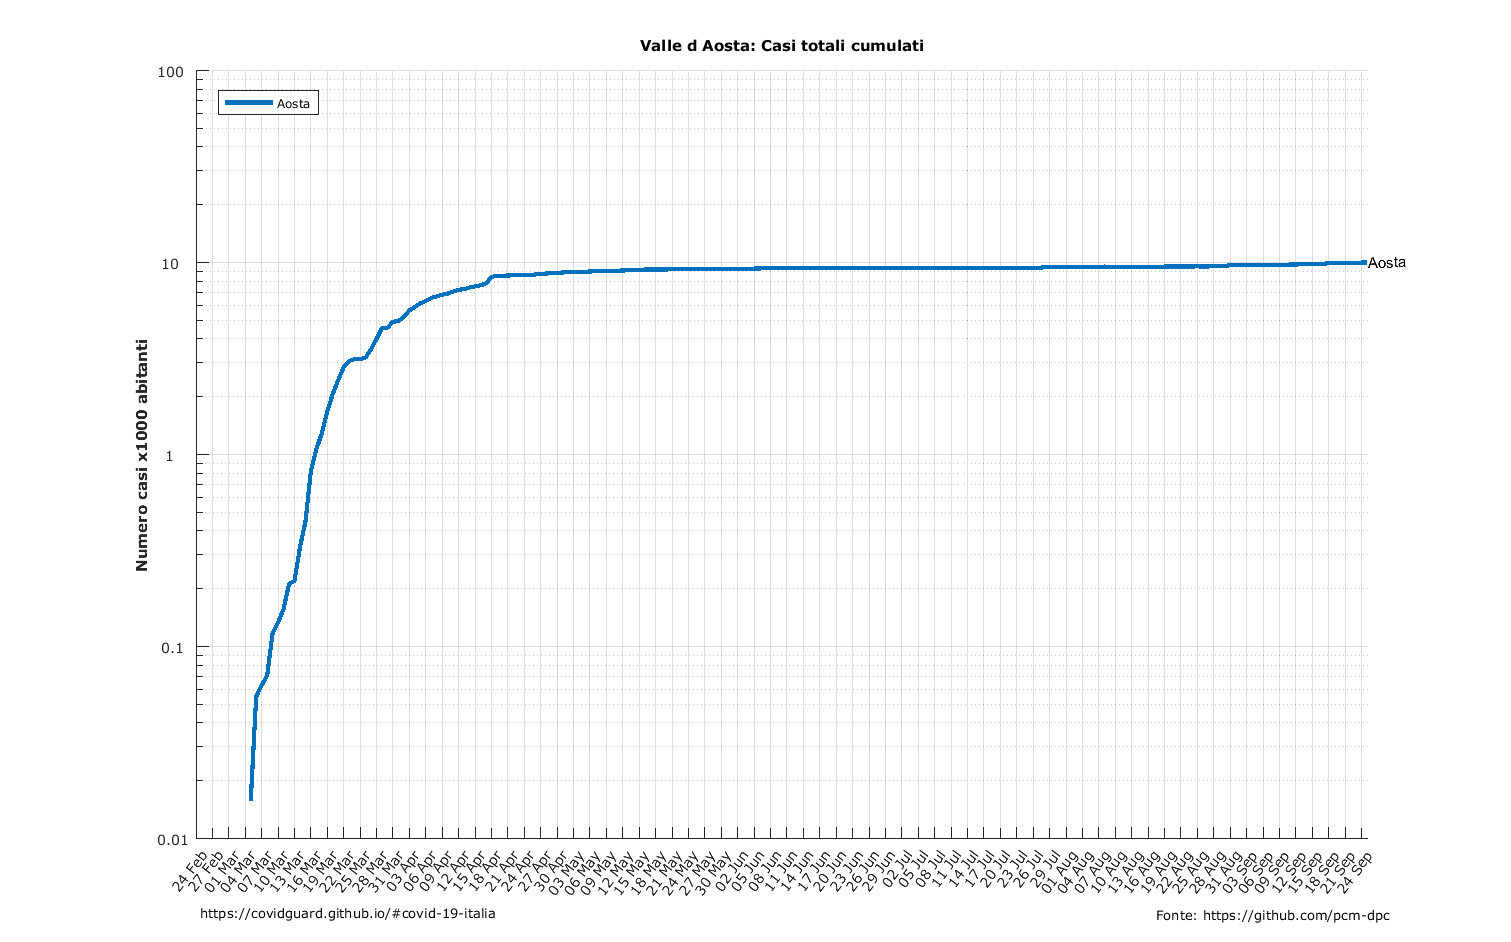 Valle d Aosta: Casi totali cumulati
100
10
1
0.1
0.01
Numero casi x1000 abitanti
Aosta
Aosta
24 Feb
27 Feb
01 Mar
04 Mar
07 Mar
10 Mar
13 Mar
16 Mar
19 Mar
22 Mar
25 Mar
28 Mar
31 Mar
03 Apr
06 Apr
09 Apr
12 Apr
15 Apr
18 Apr
21 Apr
24 Apr
27 Apr
30 Apr
03 May
06 May
09 May
12 May
15 May
18 May
21 May
24 May
27 May
30 May
02 Jun
05 Jun
08 Jun
11 Jun
14 Jun
17 Jun
20 Jun
23 Jun
26 Jun
29 Jun
02 Jul
05 Jul
08 Jul
11 Jul
14 Jul
17 Jul
20 Jul
23 Jul
26 Jul
29 Jul
01 Aug
04 Aug
07 Aug
10 Aug
13 Aug
16 Aug
19 Aug
22 Aug
25 Aug
28 Aug
31 Aug
03 Sep
06 Sep
09 Sep
12 Sep
15 Sep
18 Sep
21 Sep
24 Sep
https://covidguard.github.io/#covid-19-italia
Fonte: https://github.com/pcm-dpc